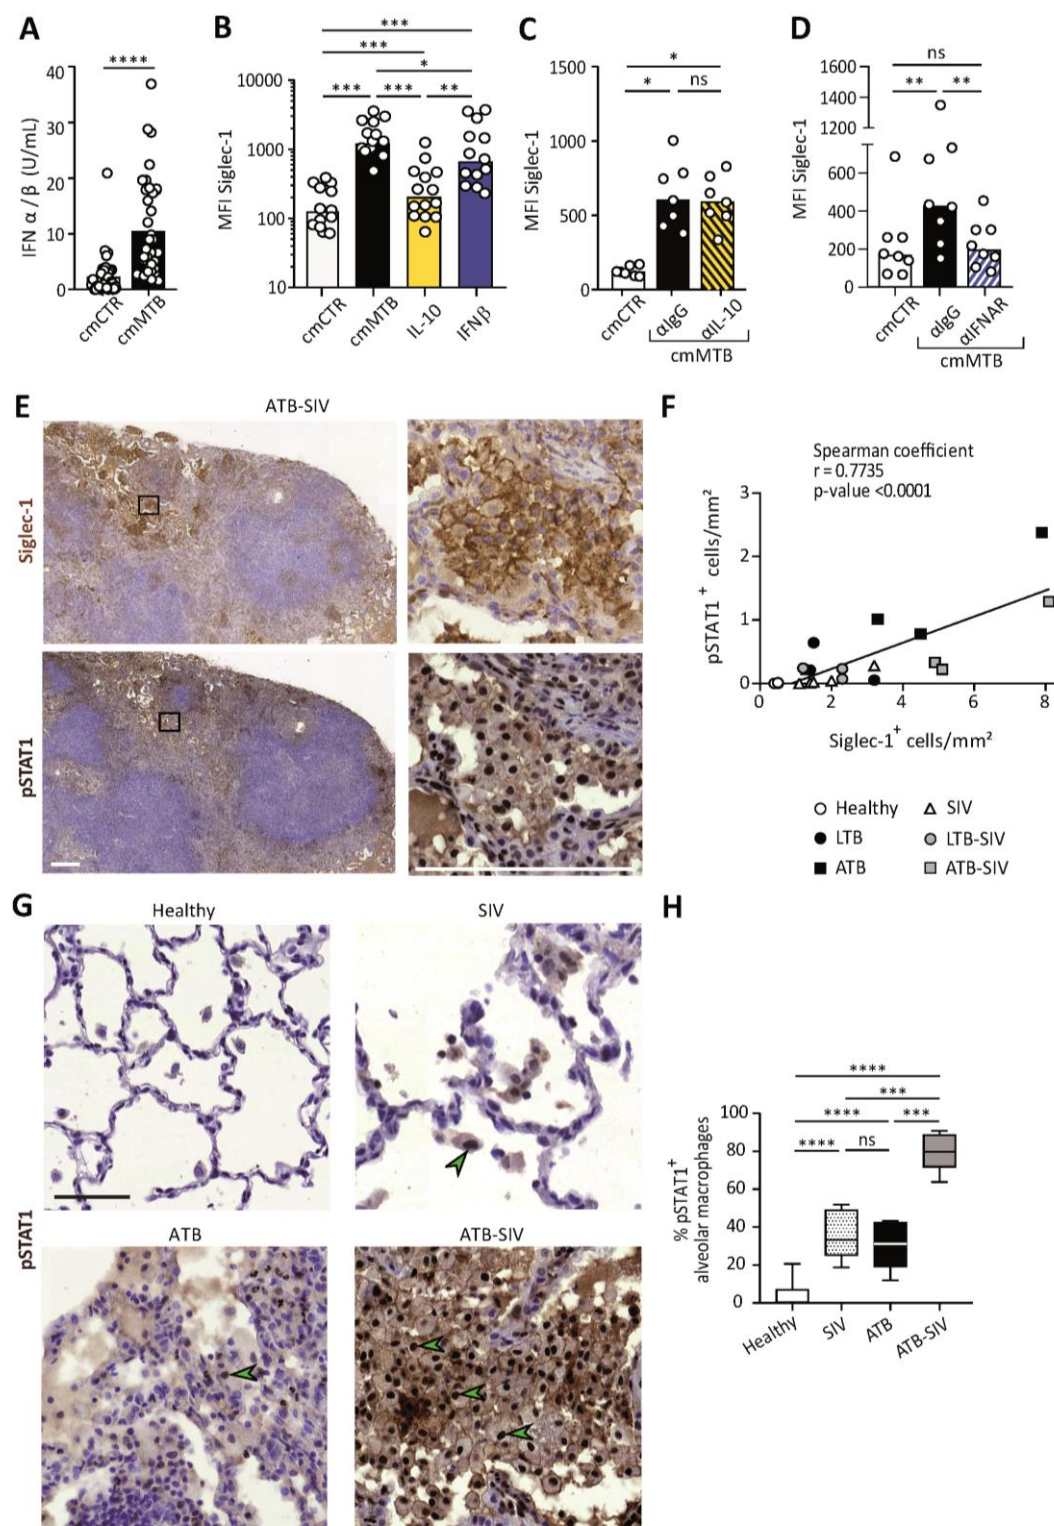 A
B
C
D
****
IFN α/β (U/mL)
40
30
20
10
0
cmCTR
cmMTB
***
***
*
***
***
**
MFI Siglec-1
10000
1000
100
10
cmCTR
cmMTB
IL-10
IFNβ
*
*
ns
MFI Siglec-1
1500
1000
500
0
cmCTR
αIgG
αIL-10
cmMTB
ns
**
**
MFI Siglec-1
1600
1400
1200
600
400
200
0
cmCTR
αIgG
αIFNAR
cmMTB
E
ATB-SIV
Siglec-1
pSTAT1
F
Spearman coefficient
r = 0.7735
p-value <0.0001
pSTAT1+ cells/mm²
3
2
1
0
0
2
4
6
8
Siglec-1+ cells/mm²
Healthy
SIV
LTB
LTB-SIV
ATB
ATB-SIV
G
Healthy
SIV
pSTAT1
ATB
ATB-SIV
H
****
***
****
***
****
ns
% pSTAT1+
alveolar macrophages
100
80
60
40
20
0
Healthy
SIV
ATB
ATB-SIV